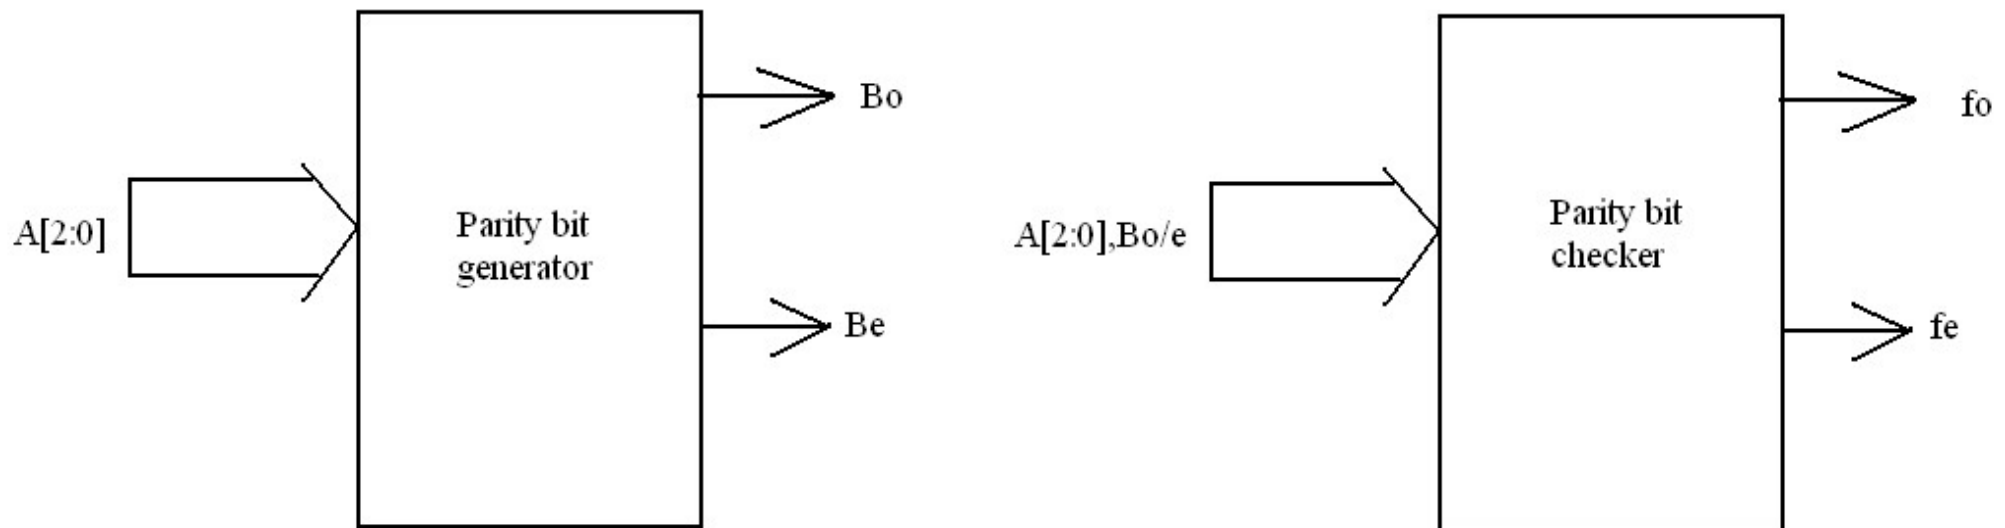 Bo
A[2:0]
Parity bit
generator
Be
fo
A[2:0],Bo/e
Parity bit
checker
fe